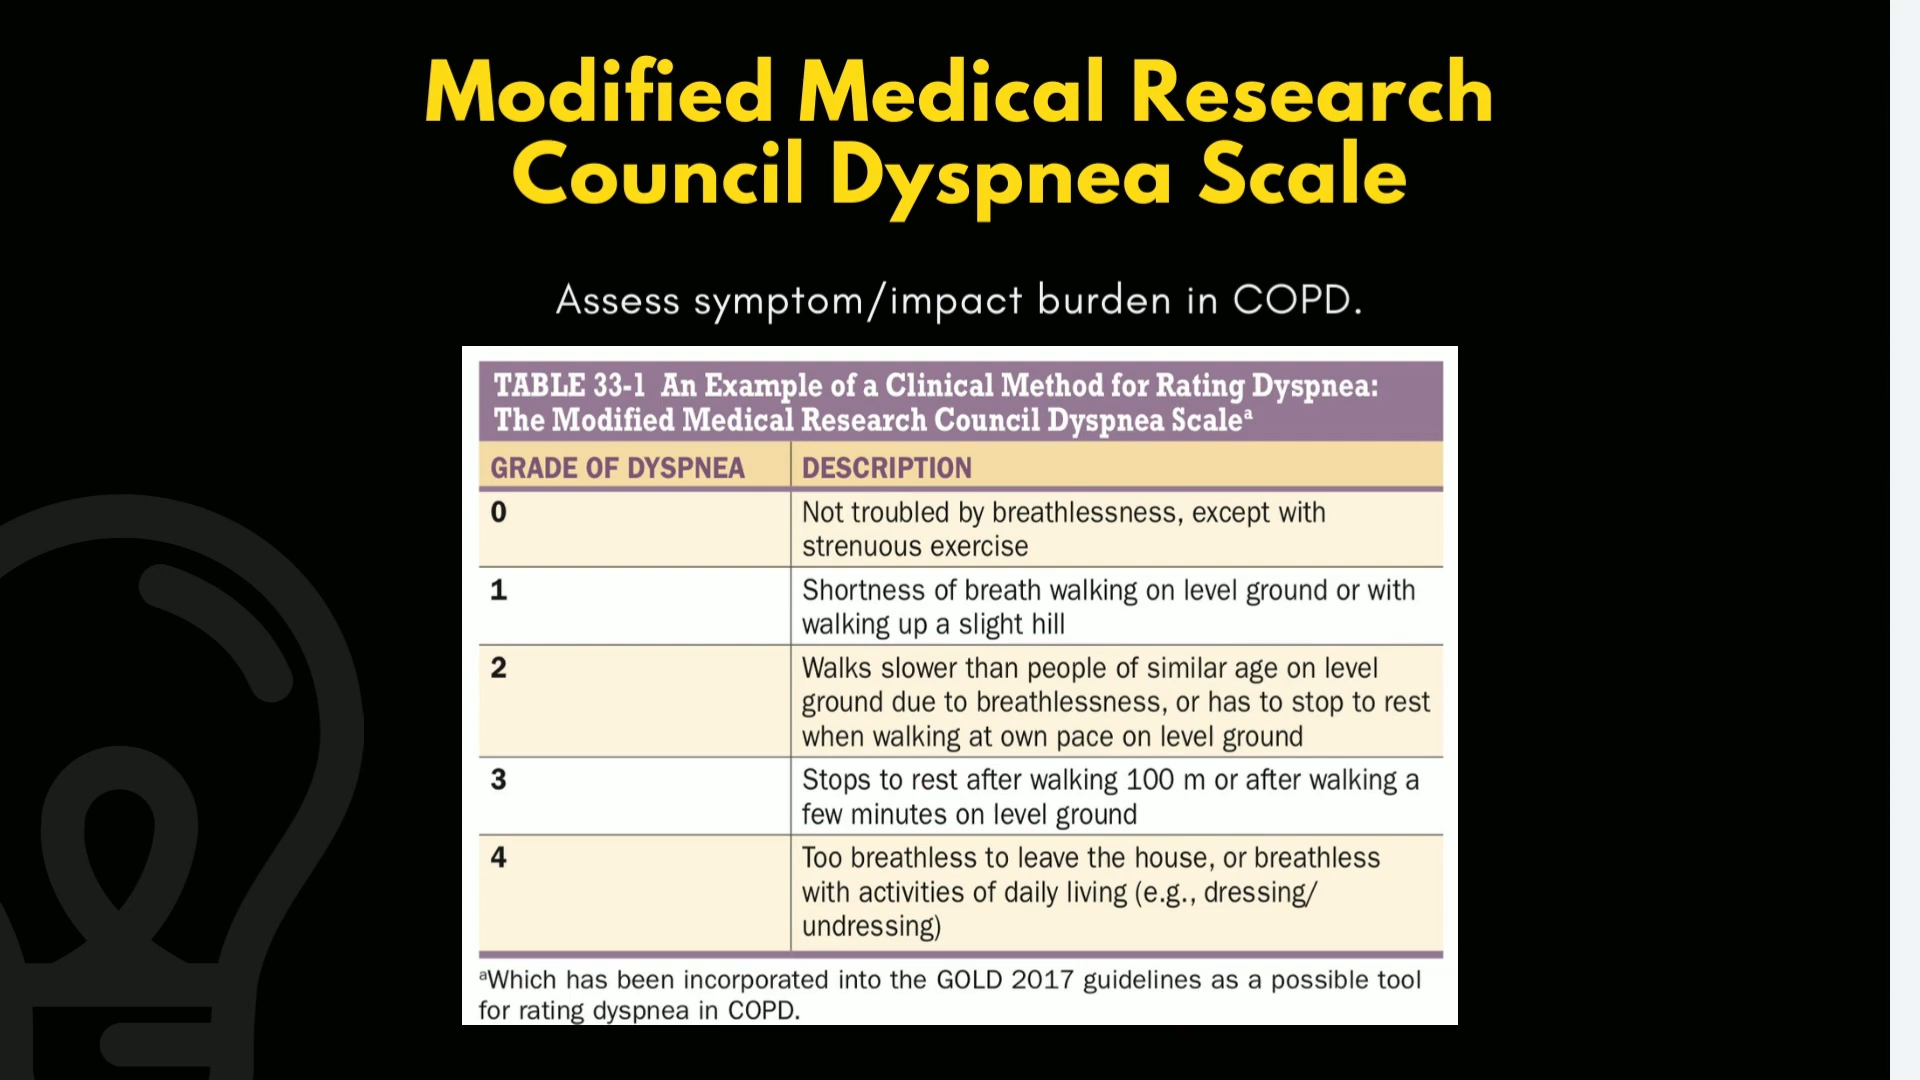 Modified Medical Research
Council Dyspnea Scale
Assess symptom/impact burden in COPD.
TABLE 33-1 An Example of a Clinical Method for Rating Dyspnea:
The Modified Medical Research Council Dyspnea Scaleᵃ
GRADE OF DYSPNEA DESCRIPTION
0 Not troubled by breathlessness, except with
strenuous exercise
1 Shortness of breath walking on level ground or with
walking up a slight hill
2 Walks slower than people of similar age on level
ground due to breathlessness, or has to stop to rest
when walking at own pace on level ground
3 Stops to rest after walking 100 m or after walking a
few minutes on level ground
4 Too breathless to leave the house, or breathless
with activities of daily living (e.g., dressing/
undressing)
ᵃWhich has been incorporated into the GOLD 2017 guidelines as a possible tool
for rating dyspnea in COPD.